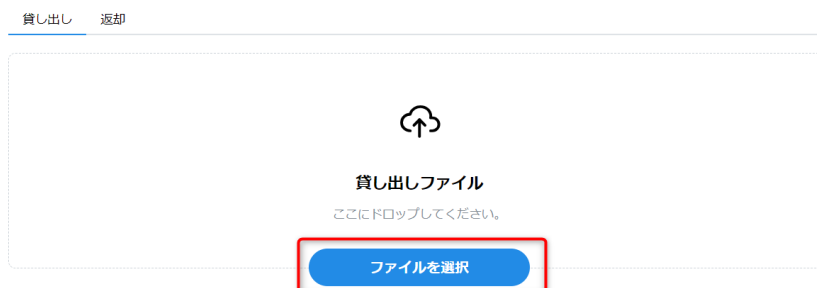 貸し出し 返却
貸し出しファイル
ここにドロップしてください。
ファイルを選択